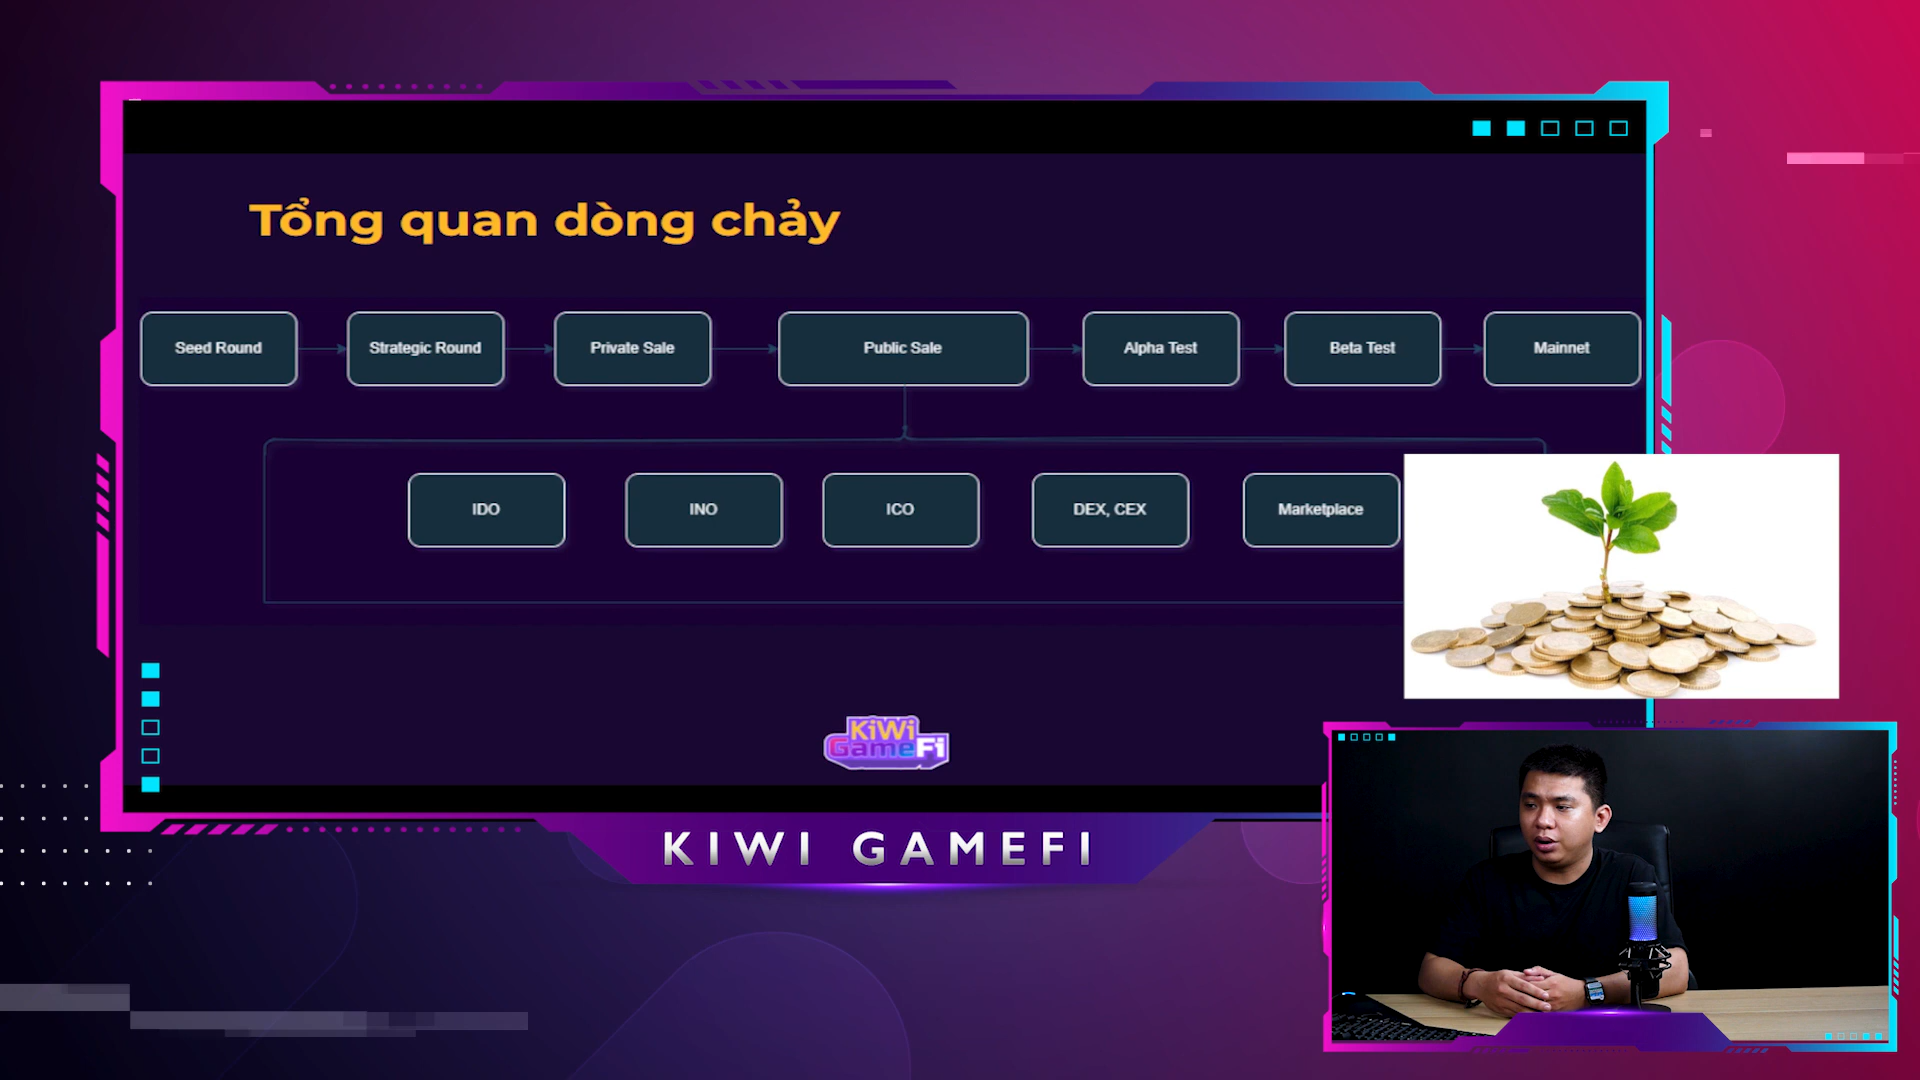 Tổng quan dòng chảy
Seed Round
Strategic Round
Private Sale
Public Sale
Alpha Test
Beta Test
Mainnet
IDO
INO
ICO
DEX, CEX
Marketplace
KiWi
GameFi
KIWI GAMEFI